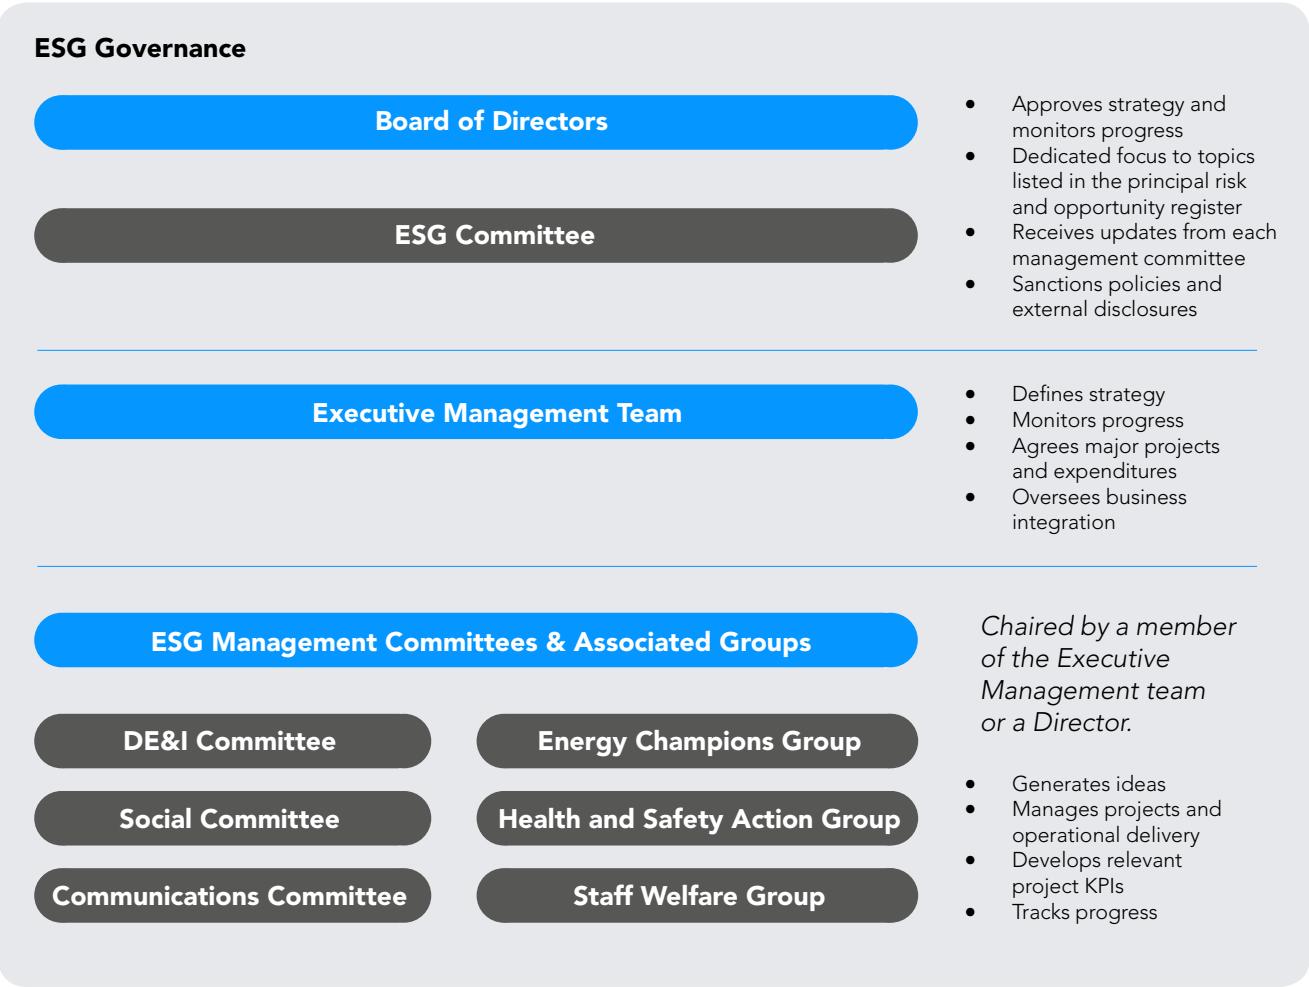 ESG Governance
Board of Directors
ESG Committee
• Approves strategy and
monitors progress
• Dedicated focus to topics
listed in the principal risk
and opportunity register
• Receives updates from each
management committee
• Sanctions policies and
external disclosures
Executive Management Team
• Defines strategy
• Monitors progress
• Agrees major projects
and expenditures
• Oversees business
integration
ESG Management Committees & Associated Groups
DE&I Committee
Energy Champions Group
Social Committee
Health and Safety Action Group
Communications Committee
Staff Welfare Group
Chaired by a member
of the Executive
Management team
or a Director.
• Generates ideas
• Manages projects and
operational delivery
• Develops relevant
project KPIs
• Tracks progress